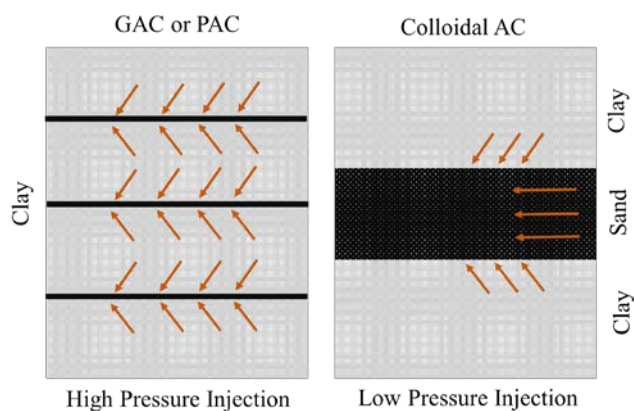 GAC or PAC
Colloidal AC
Clay
Clay
Sand
Clay
High Pressure Injection
Low Pressure Injection